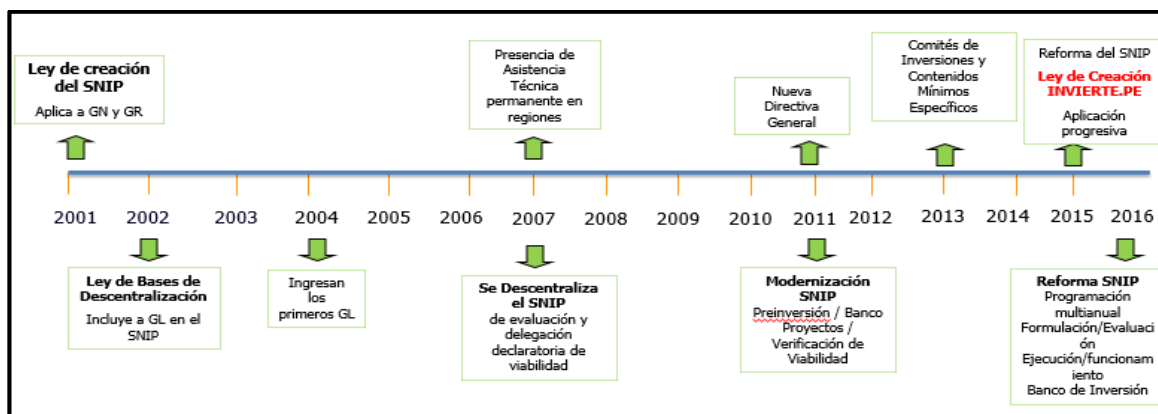 Ley de creación
del SNIP
Aplica a GN y GR
Presencia de
Asistencia
Técnica
permanente en
regiones
Nueva
Directiva
General
Comités de
Inversiones y
Contenidos
Mínimos
Específicos
Reforma del SNIP
Ley de Creación
INVIERTE.PE
Aplicación
progresiva
2001 2002 2003 2004 2005 2006 2007 2008 2009 2010 2011 2012 2013 2014 2015 2016
Ley de Bases de
Descentralización
Incluye a GL en el
SNIP
Ingresan
los
primeros GL
Se Descentraliza
el SNIP
de evaluación y
delegación
declaratoria de
viabilidad
Modernización
SNIP
Preinversión / Banco
Proyectos /
Verificación de
Viabilidad
Reforma SNIP
Programación
multianual
Formulación/Evaluaci
ón
Ejecución/funcionam
iento
Banco de Inversión